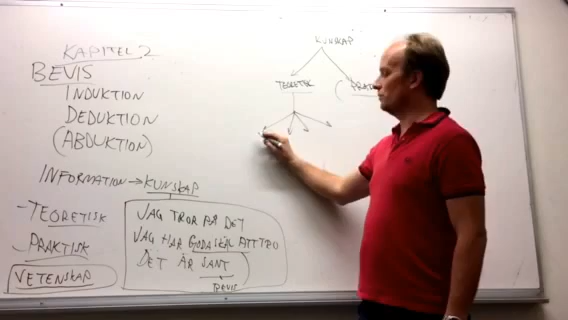 KAPITEL 2
BEVIS
INDUKTION
DEDUKTION
(ABDUKTION)
INFORMATION → KUNSKAP
- TEORETISK
- PRAKTISK
VETENSKAP
JAG TROR PÅ DET
JAG HAR GODA SKÄL ATT TRO
DET ÄR SANT
BEVIS
KUNSKAP
TEORETISK